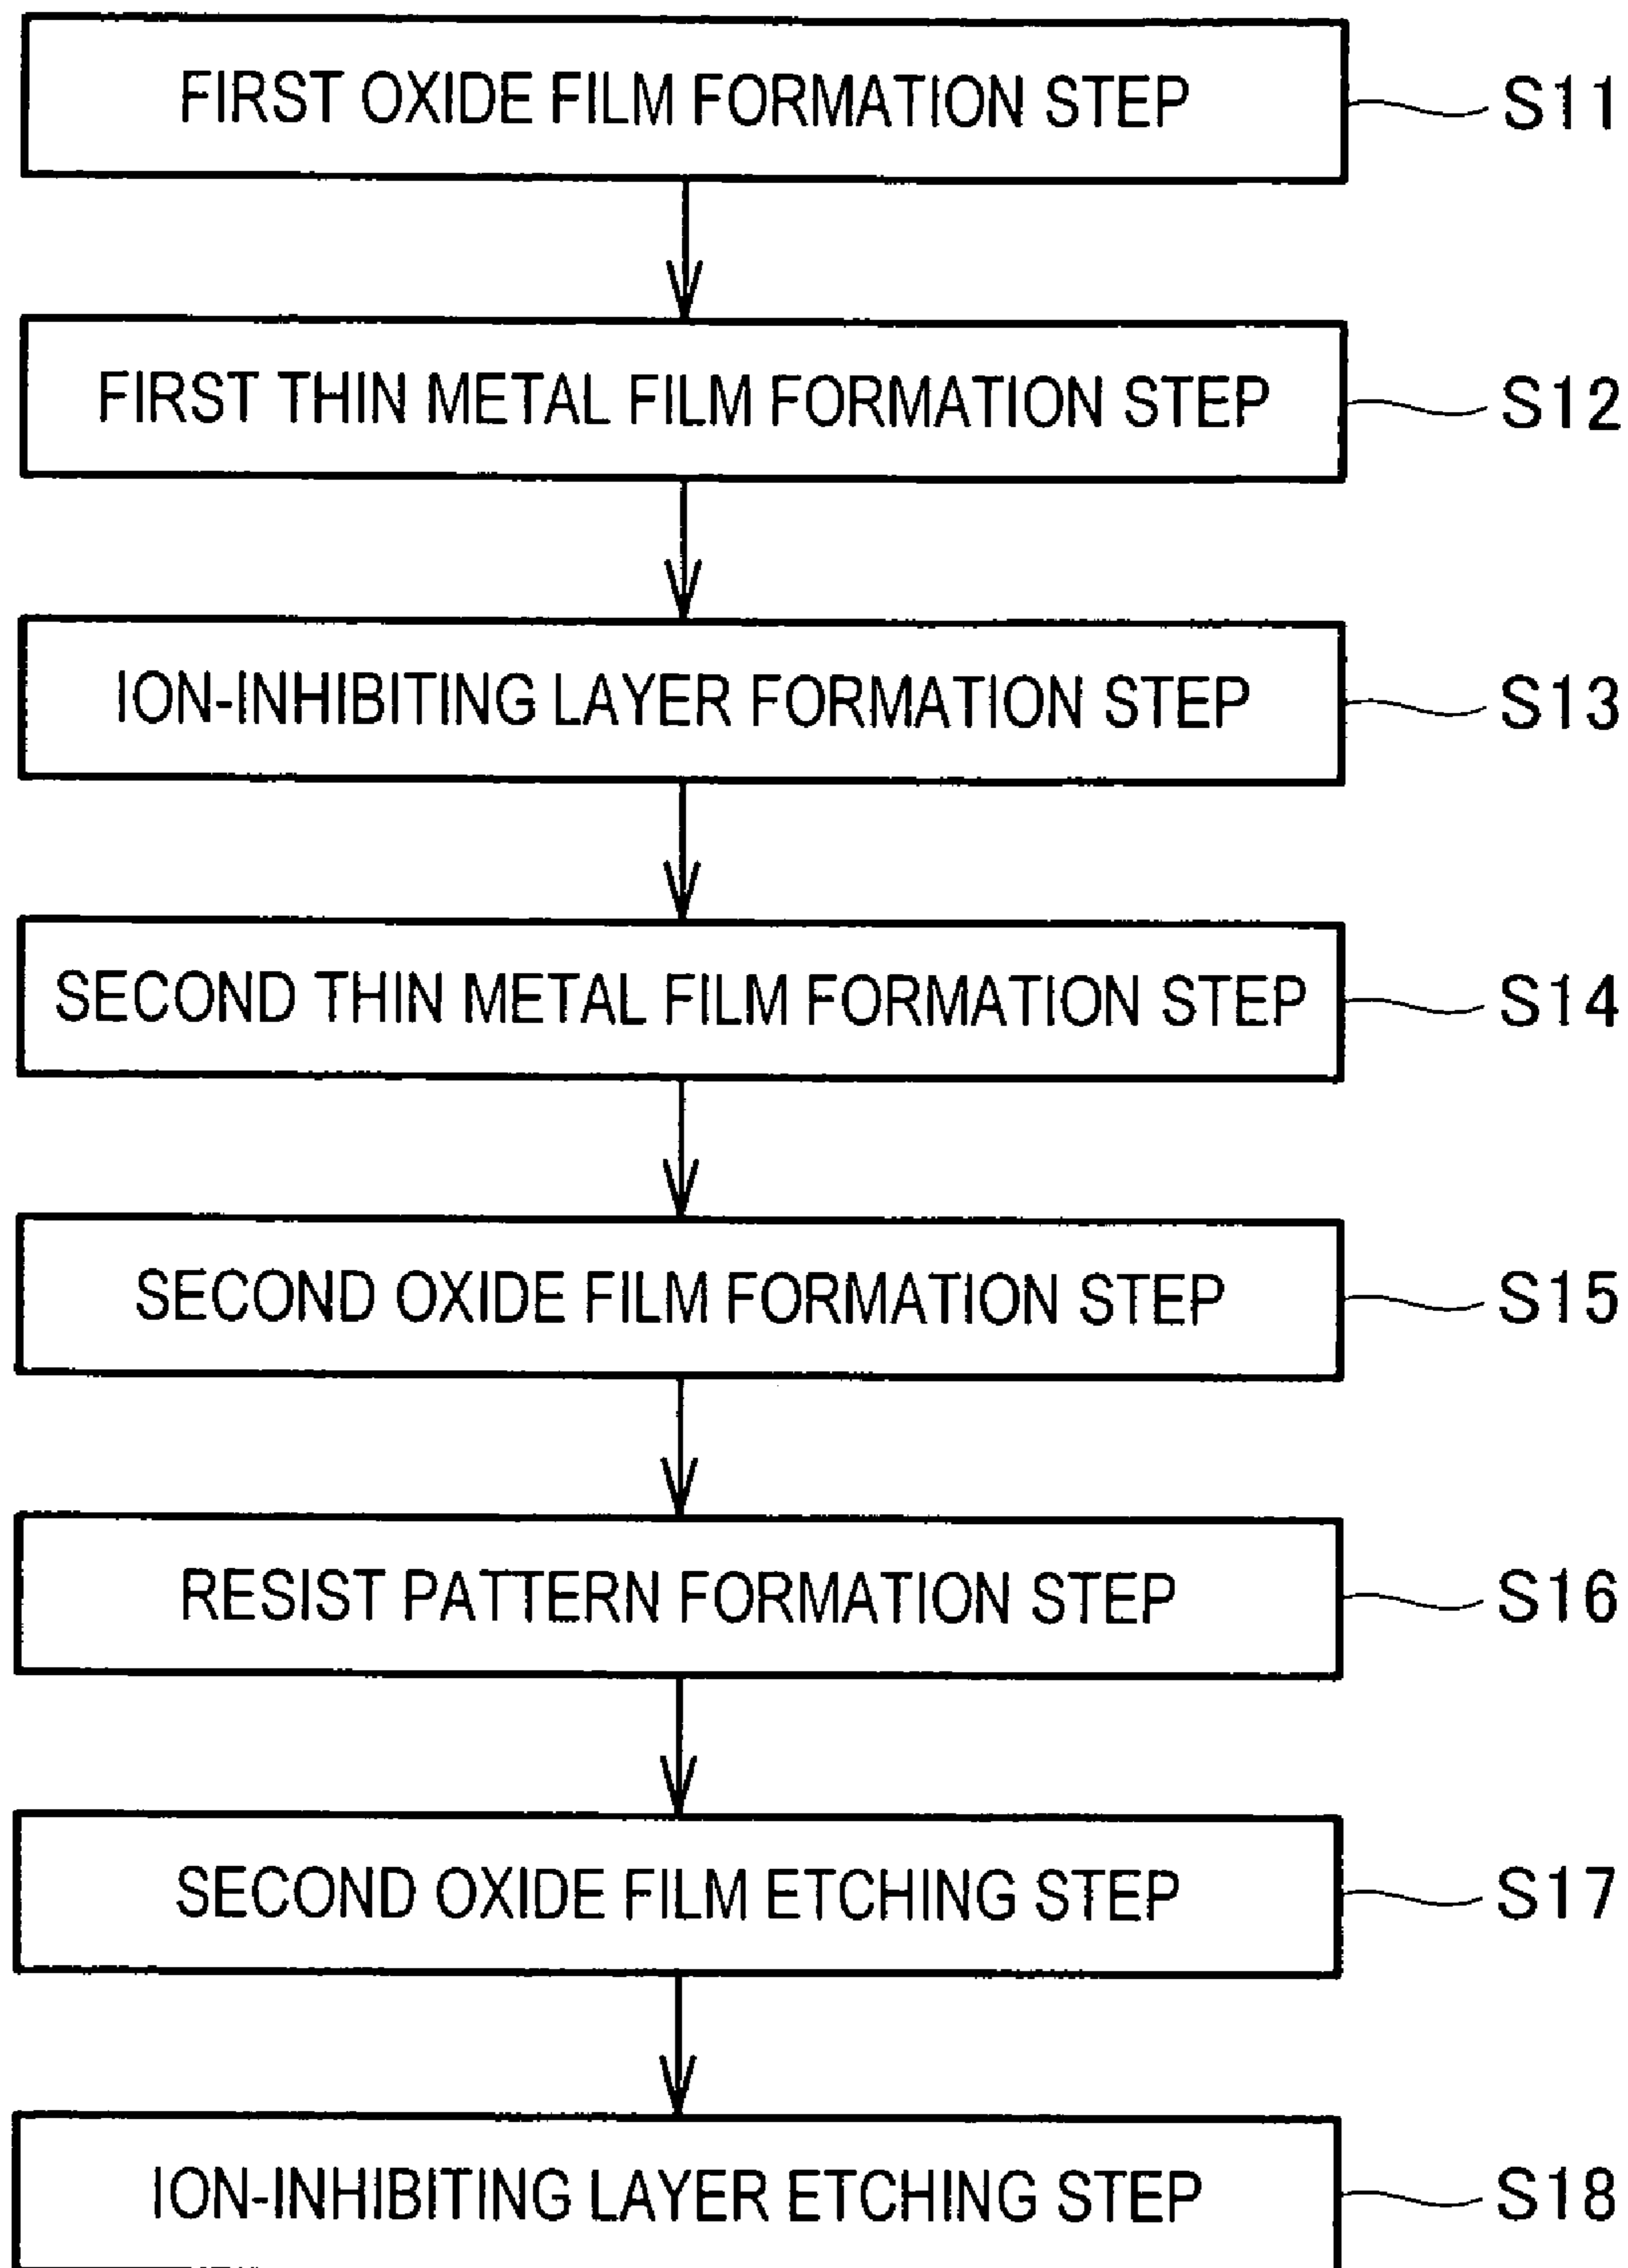 FIRST OXIDE FILM FORMATION STEP S11
FIRST THIN METAL FILM FORMATION STEP S12
ION-INHIBITING LAYER FORMATION STEP S13
SECOND THIN METAL FILM FORMATION STEP S14
SECOND OXIDE FILM FORMATION STEP S15
RESIST PATTERN FORMATION STEP S16
SECOND OXIDE FILM ETCHING STEP S17
ION-INHIBITING LAYER ETCHING STEP S18